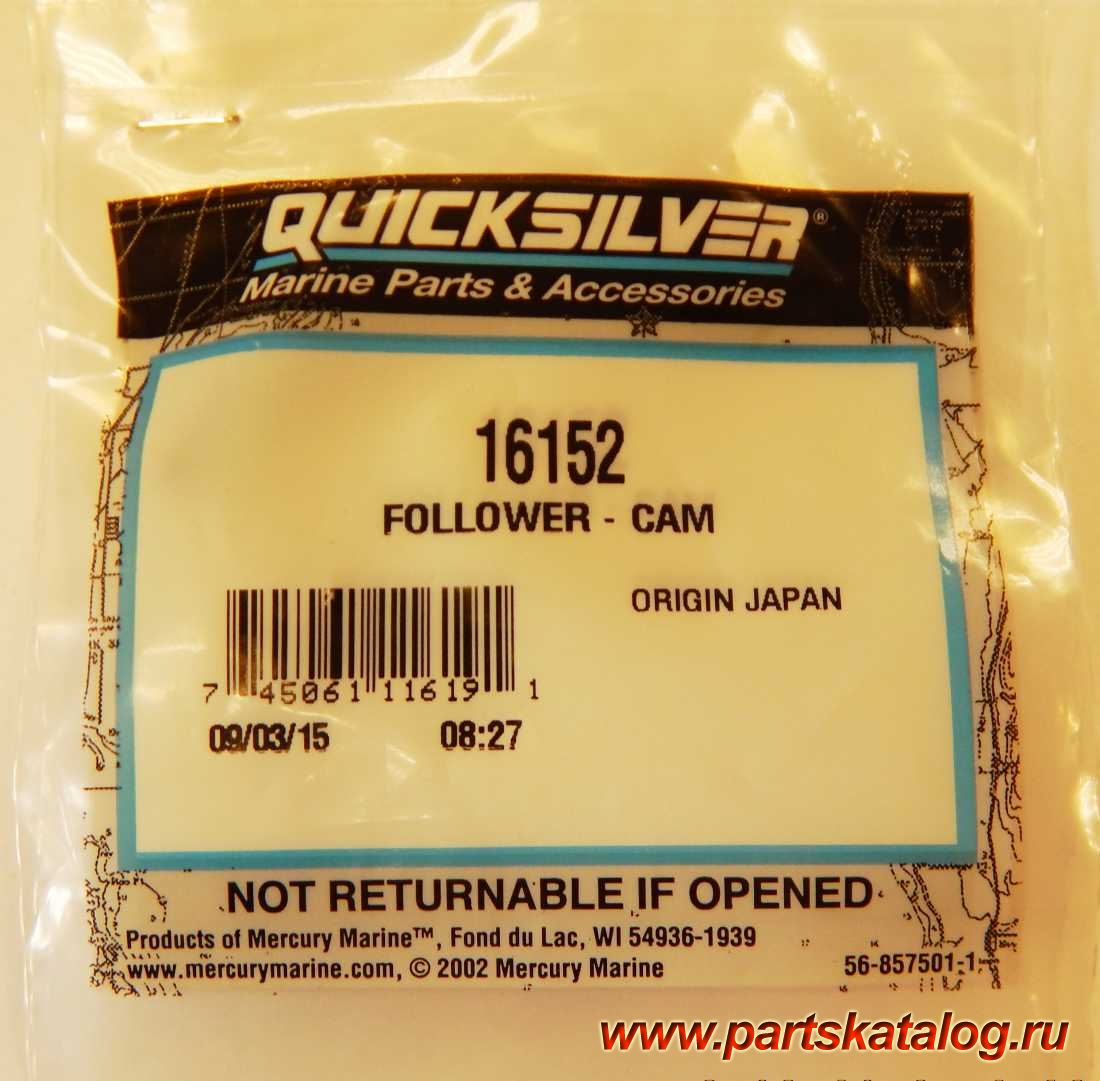 QUICKSILVER®
Marine Parts & Accessories
16152
FOLLOWER - CAM
ORIGIN JAPAN
7 45061 11619 1
09/03/15 08:27
NOT RETURNABLE IF OPENED
Products of Mercury Marine™, Fond du Lac, WI 54936-1939
www.mercurymarine.com, © 2002 Mercury Marine 56-857501-1
www.partskatalog.ru